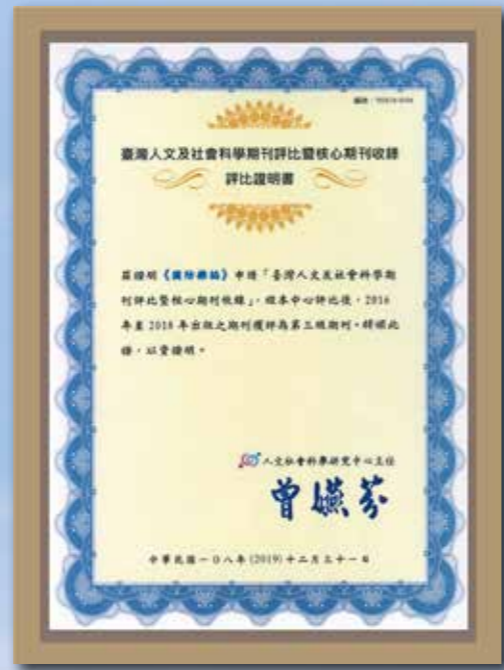 臺灣人文及社會科學期刊評比暨核心期刊收錄
評比證明書
茲證明《國防雜誌》申請「臺灣人文及社會科學期
刊評比暨核心期刊收錄」,經本中心評比後,2016
年至 2018 年出版之期刊獲評為第三級期刊。特頒此
證,以資證明。
人文社會科學研究中心主任
曾嬿芬
中華民國一〇八年(2019)十二月三十一日